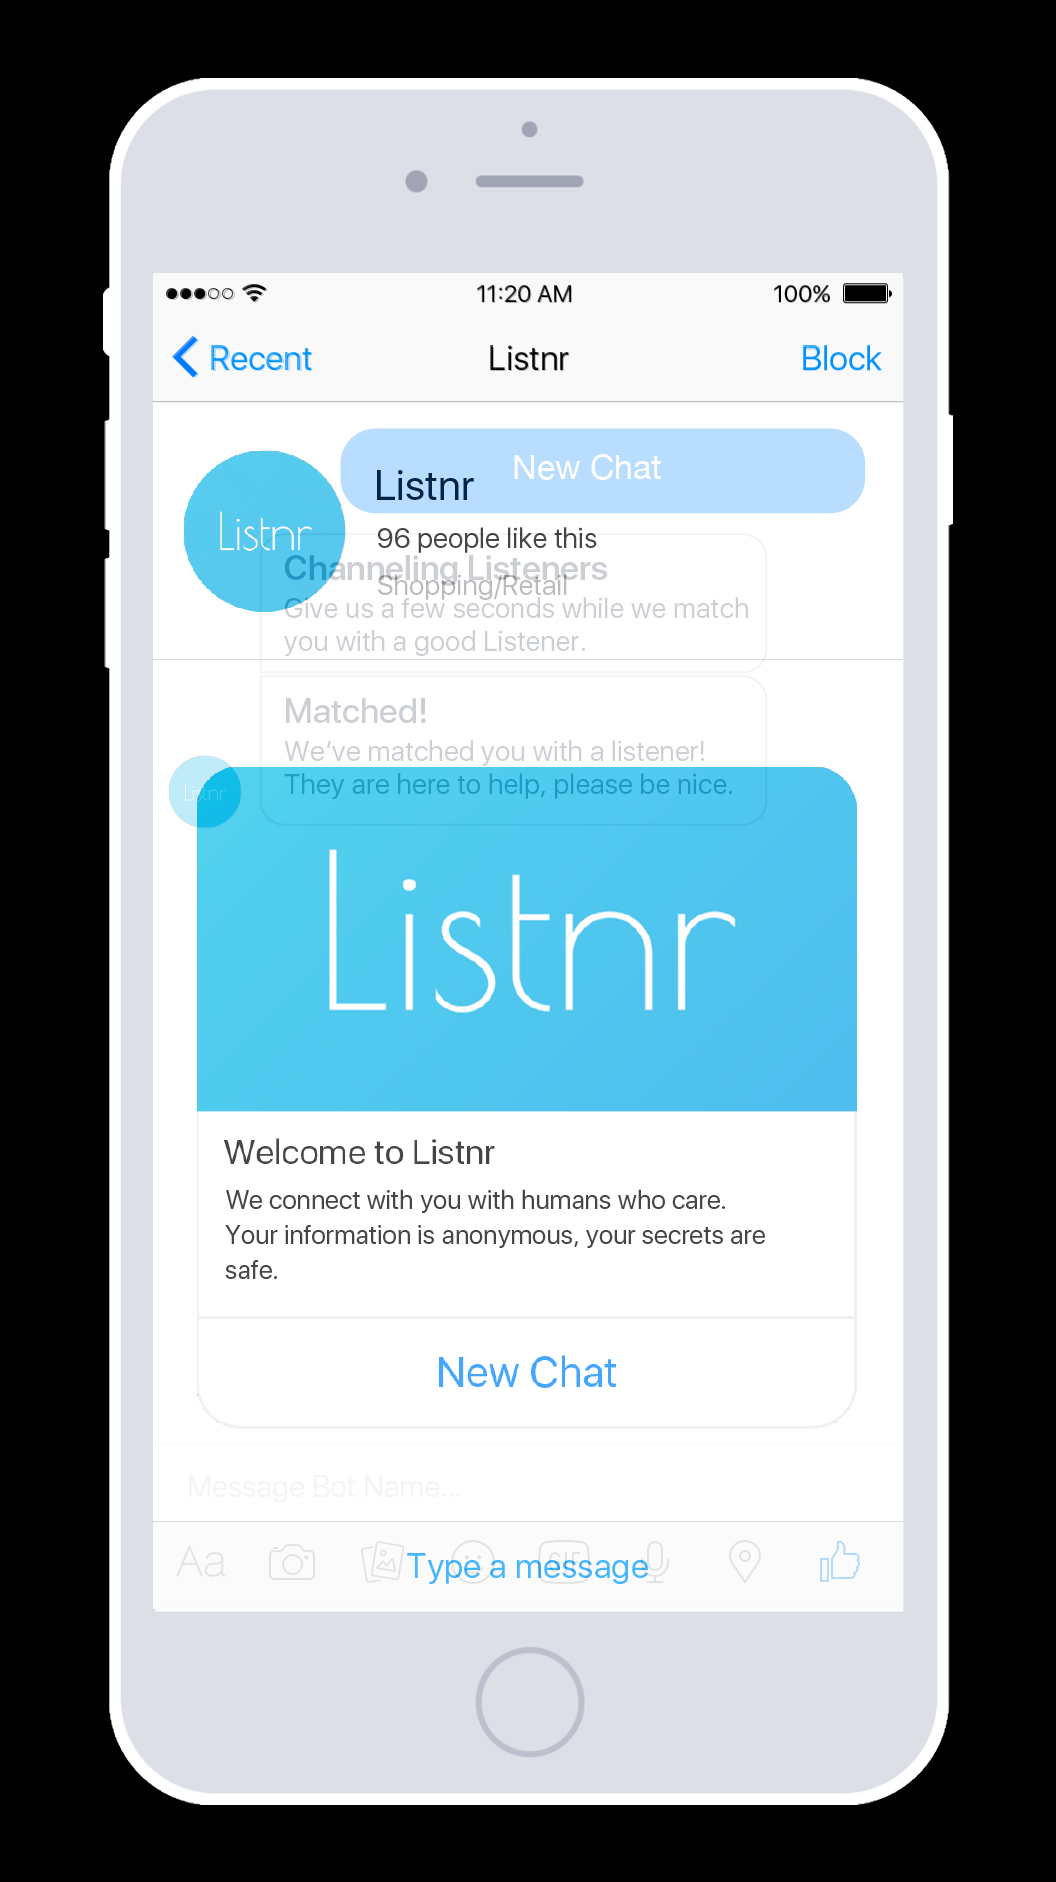 11:20 AM
100%
Recent
Listnr
Block
New Chat
Listnr
Listnr
96 people like this
Channeling Listeners
Shopping/Retail
Give us a few seconds while we match
you with a good Listener.
Matched!
We've matched you with a listener!
They are here to help, please be nice.
Listnr
Listnr
Welcome to Listnr
We connect with you with humans who care.
Your information is anonymous, your secrets are
safe.
New Chat
Message Bot Name...
Aa
GIF
Type a message